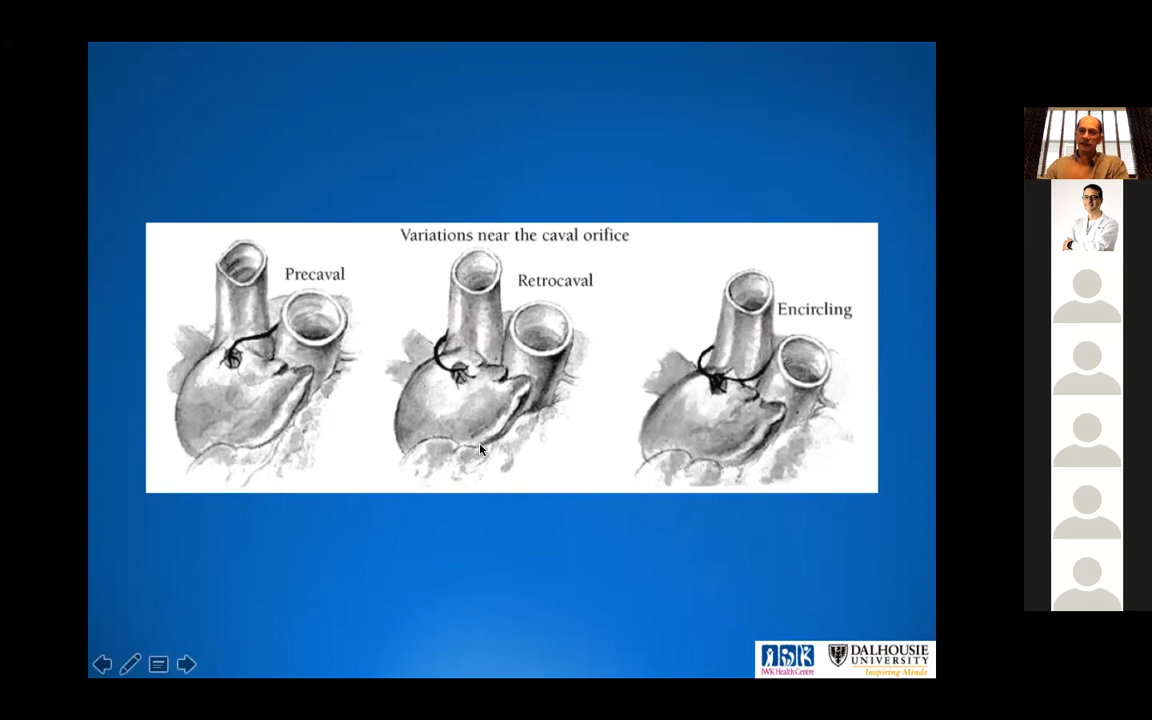 Variations near the caval orifice
Precaval
Retrocaval
Encircling
IWK Health Centre
DALHOUSIE
UNIVERSITY
Inspiring Minds